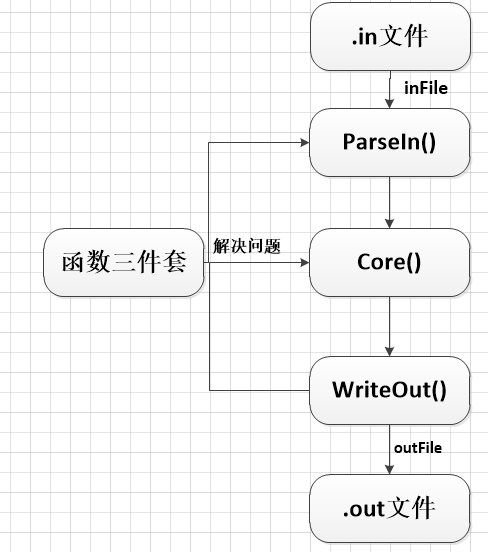 .in文件
inFile
ParseIn()
解决问题
函数三件套
Core()
WriteOut()
outFile
.out文件